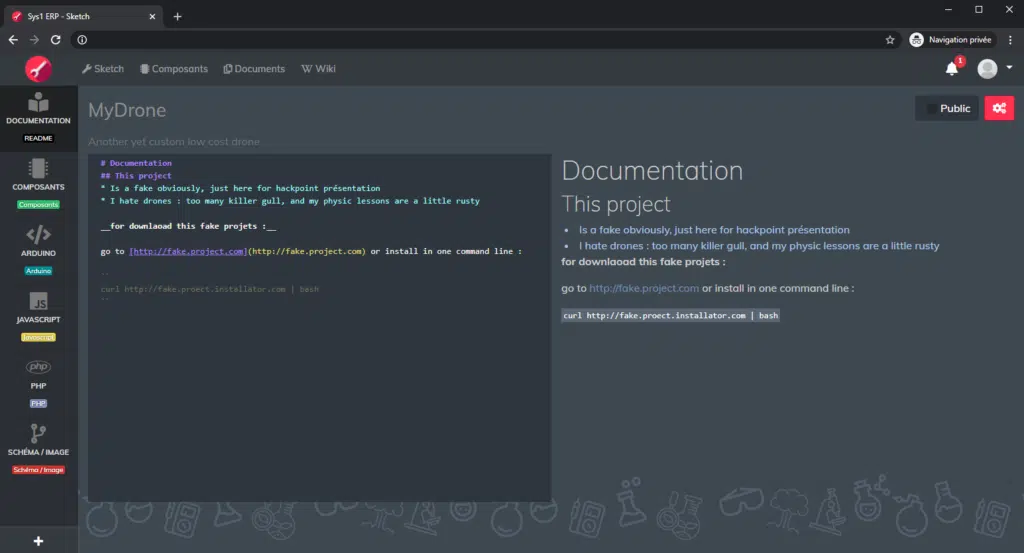 Sys1 ERP - Sketch
Navigation privée
Sketch Composants Documents Wiki
1
DOCUMENTATION
README
COMPOSANTS
Composants
ARDUINO
Arduino
JS
JAVASCRIPT
Javascript
php
PHP
PHP
SCHÉMA / IMAGE
Schéma / Image
+
MyDrone
Public
Another yet custom low cost drone
# Documentation
## This project
* Is a fake obviously, just here for hackpoint présentation
* I hate drones : too many killer gull, and my physic lessons are a little rusty
__for downlaoad this fake projets :__
go to [http://fake.project.com](http://fake.project.com) or install in one command line :
``
curl http://fake.proect.installator.com | bash
``
Documentation
This project
• Is a fake obviously, just here for hackpoint présentation
• I hate drones : too many killer gull, and my physic lessons are a little rusty
for downlaoad this fake projets :
go to http://fake.project.com or install in one command line :
curl http://fake.proect.installator.com | bash